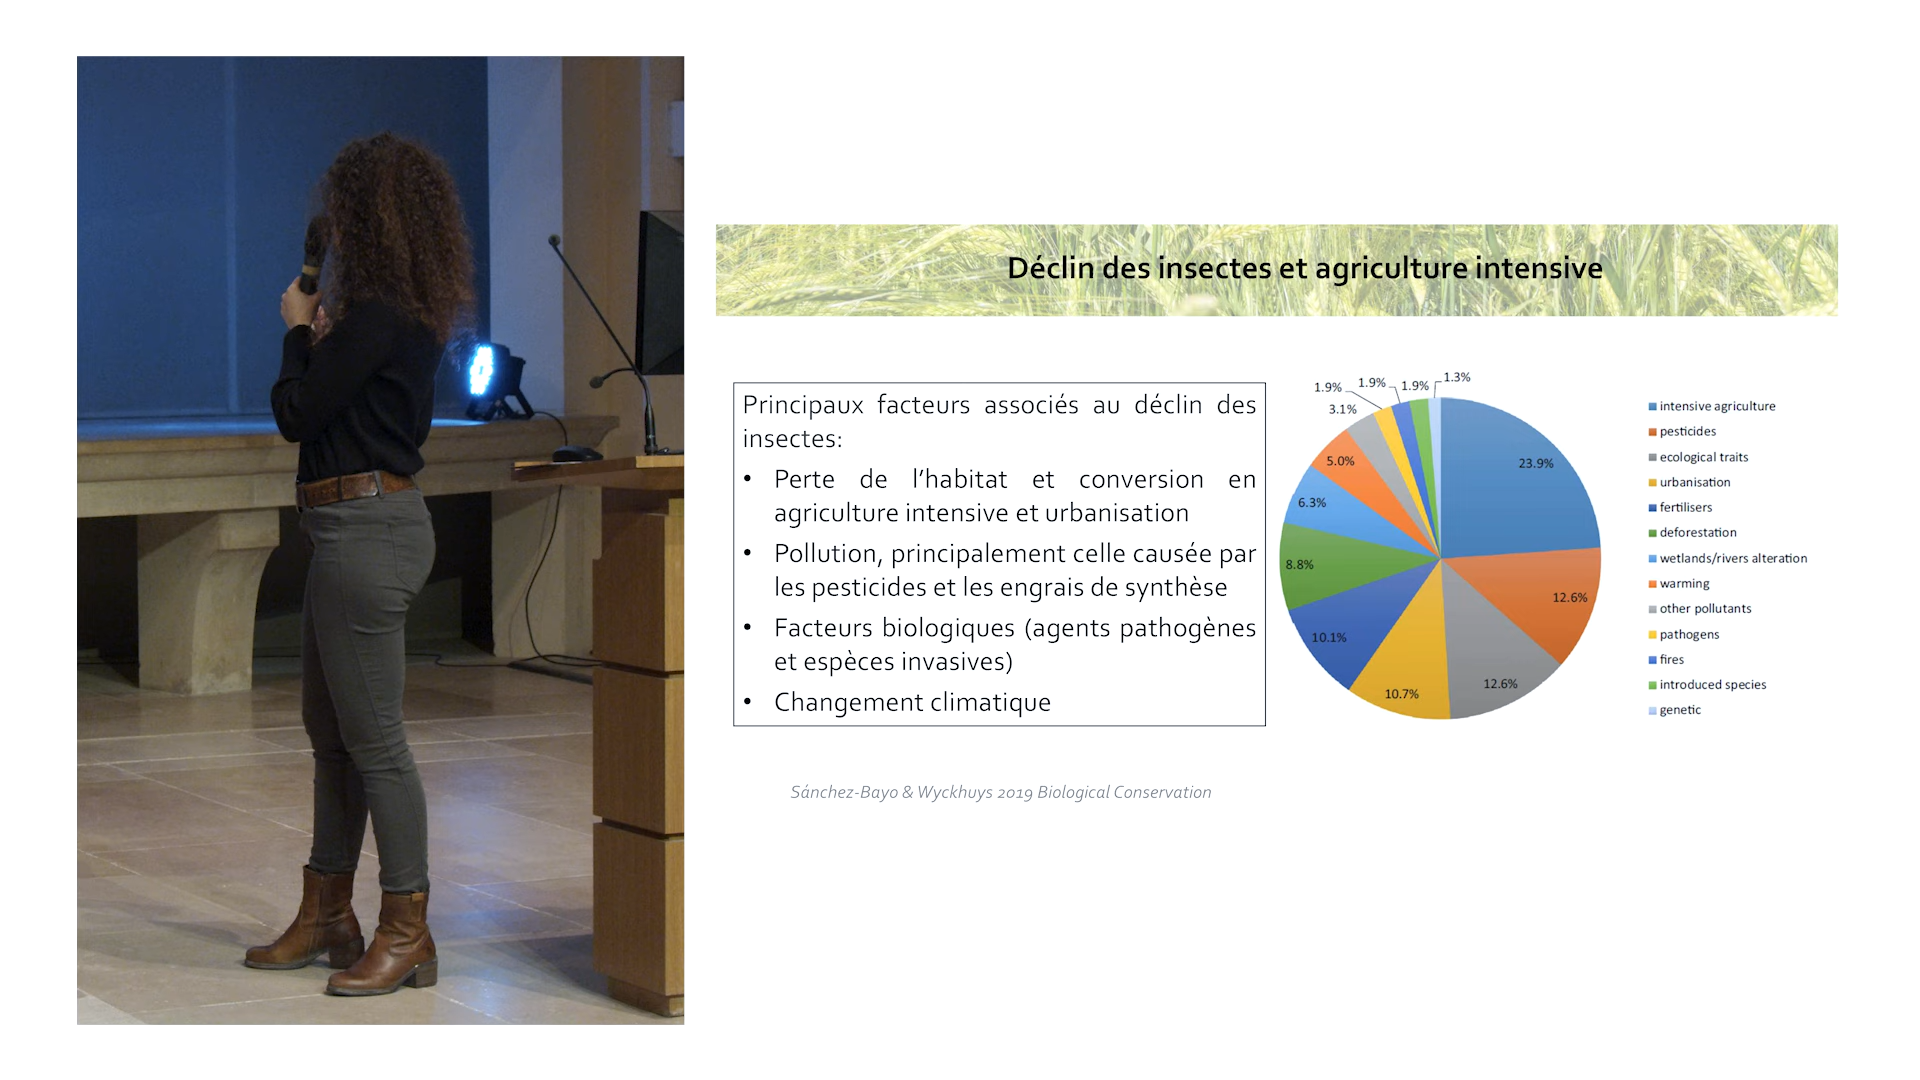 Déclin des insectes et agriculture intensive
Principaux facteurs associés au déclin des
insectes:
• Perte de l'habitat et conversion en
agriculture intensive et urbanisation
• Pollution, principalement celle causée par
les pesticides et les engrais de synthèse
• Facteurs biologiques (agents pathogènes
et espèces invasives)
• Changement climatique
Sánchez-Bayo & Wyckhuys 2019 Biological Conservation
1.9%
1.9%
1.9%
1.3%
3.1%
5.0%
6.3%
8.8%
10.1%
10.7%
12.6%
12.6%
23.9%
intensive agriculture
pesticides
ecological traits
urbanisation
fertilisers
deforestation
wetlands/rivers alteration
warming
other pollutants
pathogens
fires
introduced species
genetic